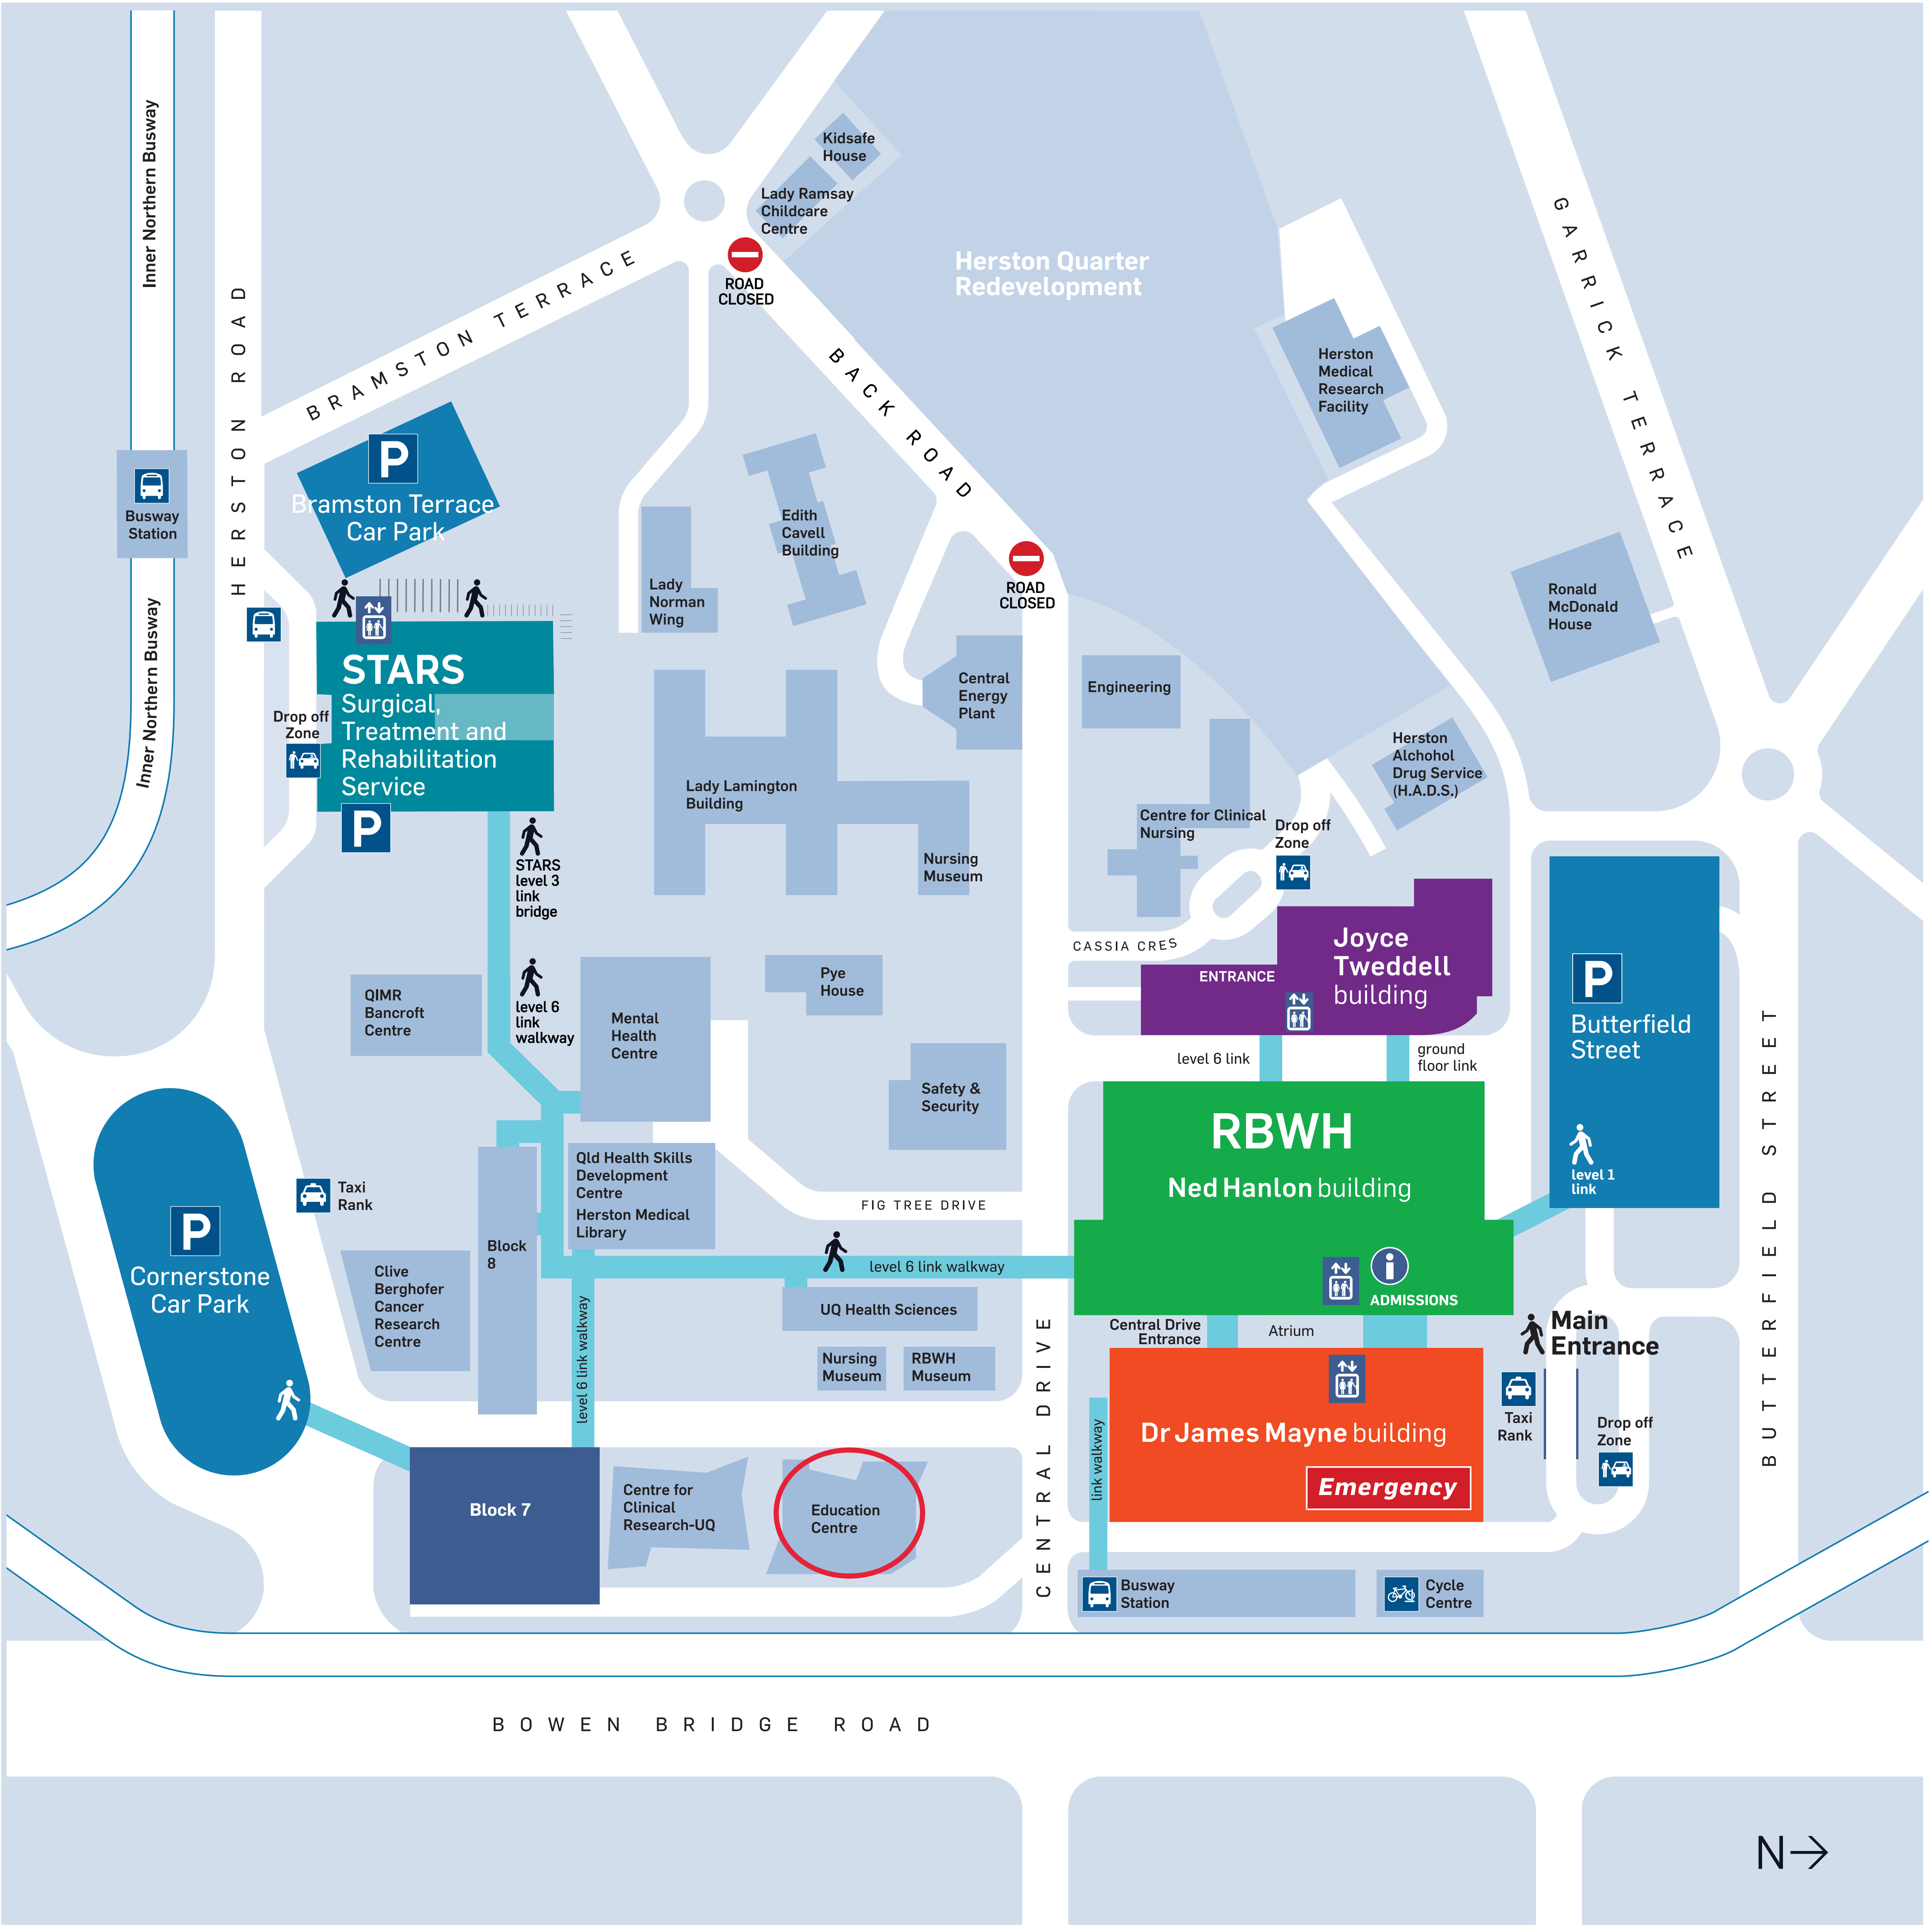 Inner Northern Busway
HERSTON ROAD
Kidsafe
House
Lady Ramsay
Childcare
Centre
ROAD
CLOSED
BRAMSTON TERRACE
Herston Quarter
Redevelopment
GARRICK TERRACE
BACK ROAD
Herston
Medical
Research
Facility
P
Bramston Terrace
Car Park
Busway
Station
Edith
Cavell
Building
Lady
Norman
Wing
ROAD
CLOSED
Ronald
McDonald
House
Inner Northern Busway
STARS
Surgical,
Treatment and
Rehabilitation
Service
Drop off
Zone
P
Central
Energy
Plant
Engineering
Herston
Alchohol
Drug Service
(H.A.D.S.)
Lady Lamington
Building
Nursing
Museum
Centre for Clinical
Nursing
Drop off
Zone
STARS
level 3
link
bridge
CASSIA CRES
Joyce
Tweddell
building
ENTRANCE
P
Butterfield
Street
level 1
link
BUTTERFIELD STREET
QIMR
Bancroft
Centre
level 6
link
walkway
Mental
Health
Centre
Pye
House
Safety &
Security
level 6 link
ground
floor link
RBWH
Ned Hanlon building
ADMISSIONS
P
Cornerstone
Car Park
Taxi
Rank
Qld Health Skills
Development
Centre
Herston Medical
Library
Block
8
FIG TREE DRIVE
level 6 link walkway
Clive
Berghofer
Cancer
Research
Centre
level 6 link walkway
UQ Health Sciences
Nursing
Museum
RBWH
Museum
CENTRAL DRIVE
Central Drive
Entrance
Atrium
Main
Entrance
Dr James Mayne building
Emergency
link walkway
Taxi
Rank
Drop off
Zone
Block 7
Centre for
Clinical
Research-UQ
Education
Centre
Busway
Station
Cycle
Centre
BOWEN BRIDGE ROAD
N